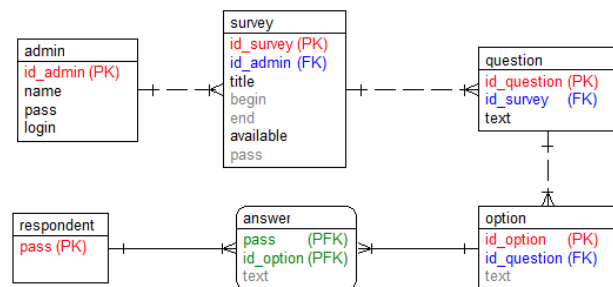 admin
id_admin (PK)
name
pass
login
survey
id_survey (PK)
id_admin (FK)
title
begin
end
available
pass
question
id_question (PK)
id_survey (FK)
text
respondent
pass (PK)
answer
pass (PFK)
id_option (PFK)
text
option
id_option (PK)
id_question (FK)
text